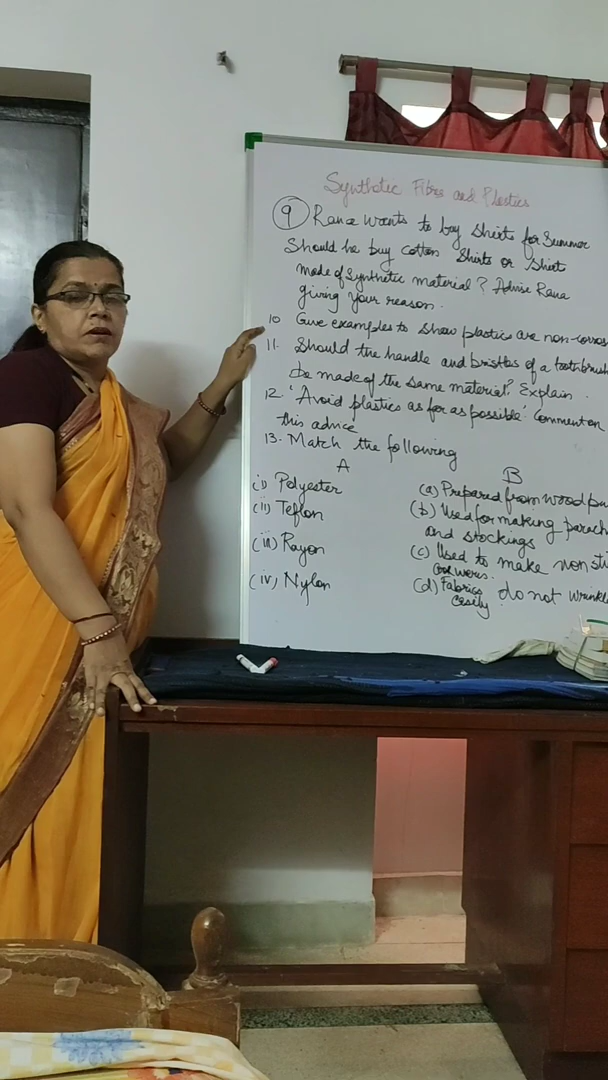 Synthetic Fibres and Plastics
9 Rana wants to buy shirts for summer
Should he buy cotton shirts or shirt
made of synthetic material? Advise Rana
giving your reason.
10 Give examples to show plastics are non-corros
11. Should the handle and bristles of a toothbrush
be made of the same material? Explain.
12. 'Avoid plastics as far as possible'. Comment on
this advice
13. Match the following
A B
(i) Polyester (a) Prepared from wood pu
(ii) Teflon (b) Used for making parach
and stockings
(iii) Rayon (c) Used to make non sti
(iv) Nylon (d) Fabrics do not wrinkle
easily